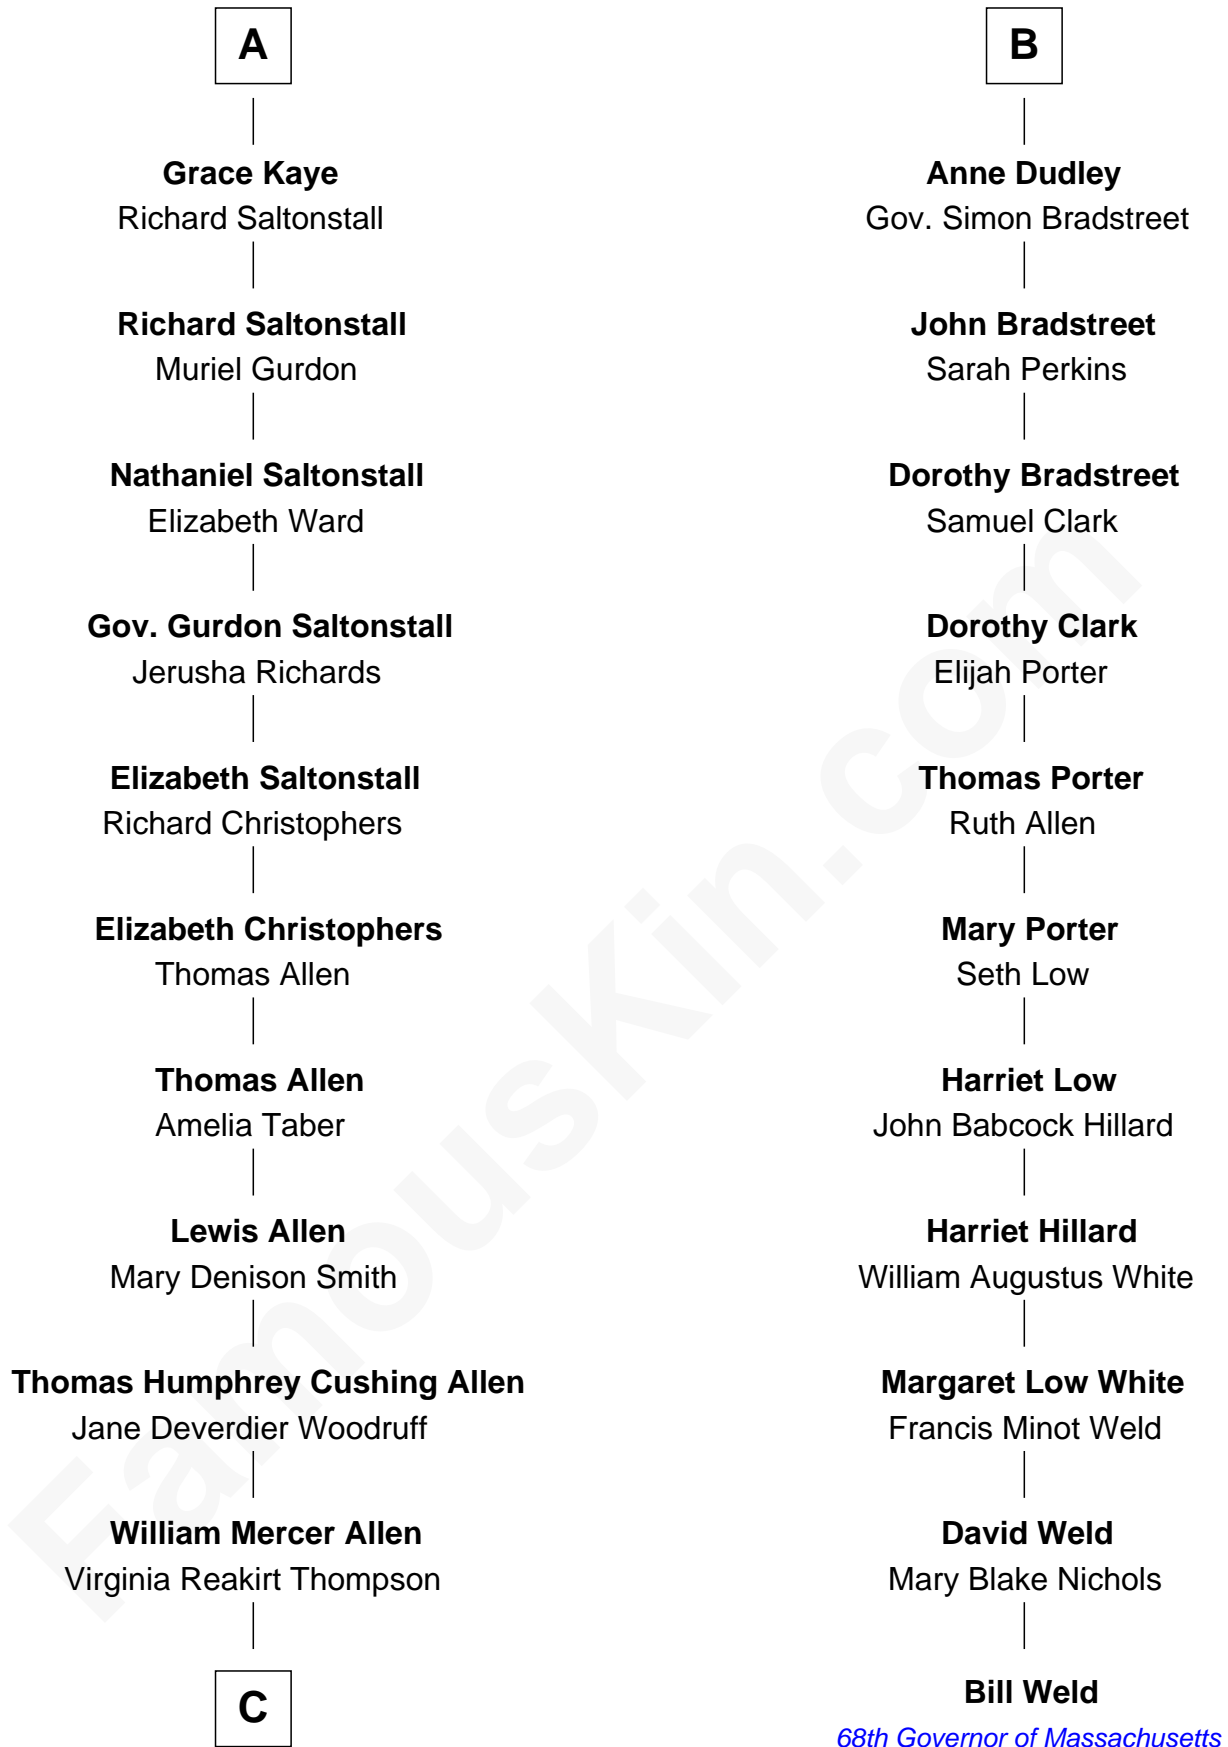 A
Grace Kaye
Richard Saltonstall
Richard Saltonstall
Muriel Gurdon
Nathaniel Saltonstall
Elizabeth Ward
Gov. Gurdon Saltonstall
Jerusha Richards
Elizabeth Saltonstall
Richard Christophers
Elizabeth Christophers
Thomas Allen
Thomas Allen
Amelia Taber
Lewis Allen
Mary Denison Smith
Thomas Humphrey Cushing Allen
Jane Deverdier Woodruff
William Mercer Allen
Virginia Reakirt Thompson
C
B
Anne Dudley
Gov. Simon Bradstreet
John Bradstreet
Sarah Perkins
Dorothy Bradstreet
Samuel Clark
Dorothy Clark
Elijah Porter
Thomas Porter
Ruth Allen
Mary Porter
Seth Low
Harriet Low
John Babcock Hillard
Harriet Hillard
William Augustus White
Margaret Low White
Francis Minot Weld
David Weld
Mary Blake Nichols
Bill Weld
68th Governor of Massachusetts
FamousKin.com